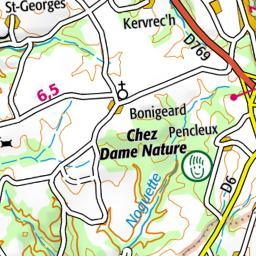 St-Georges
Kervrec'h
D769
6,5
Bonigeard
Chez
Pencleux
Dame Nature
Noguette
D6